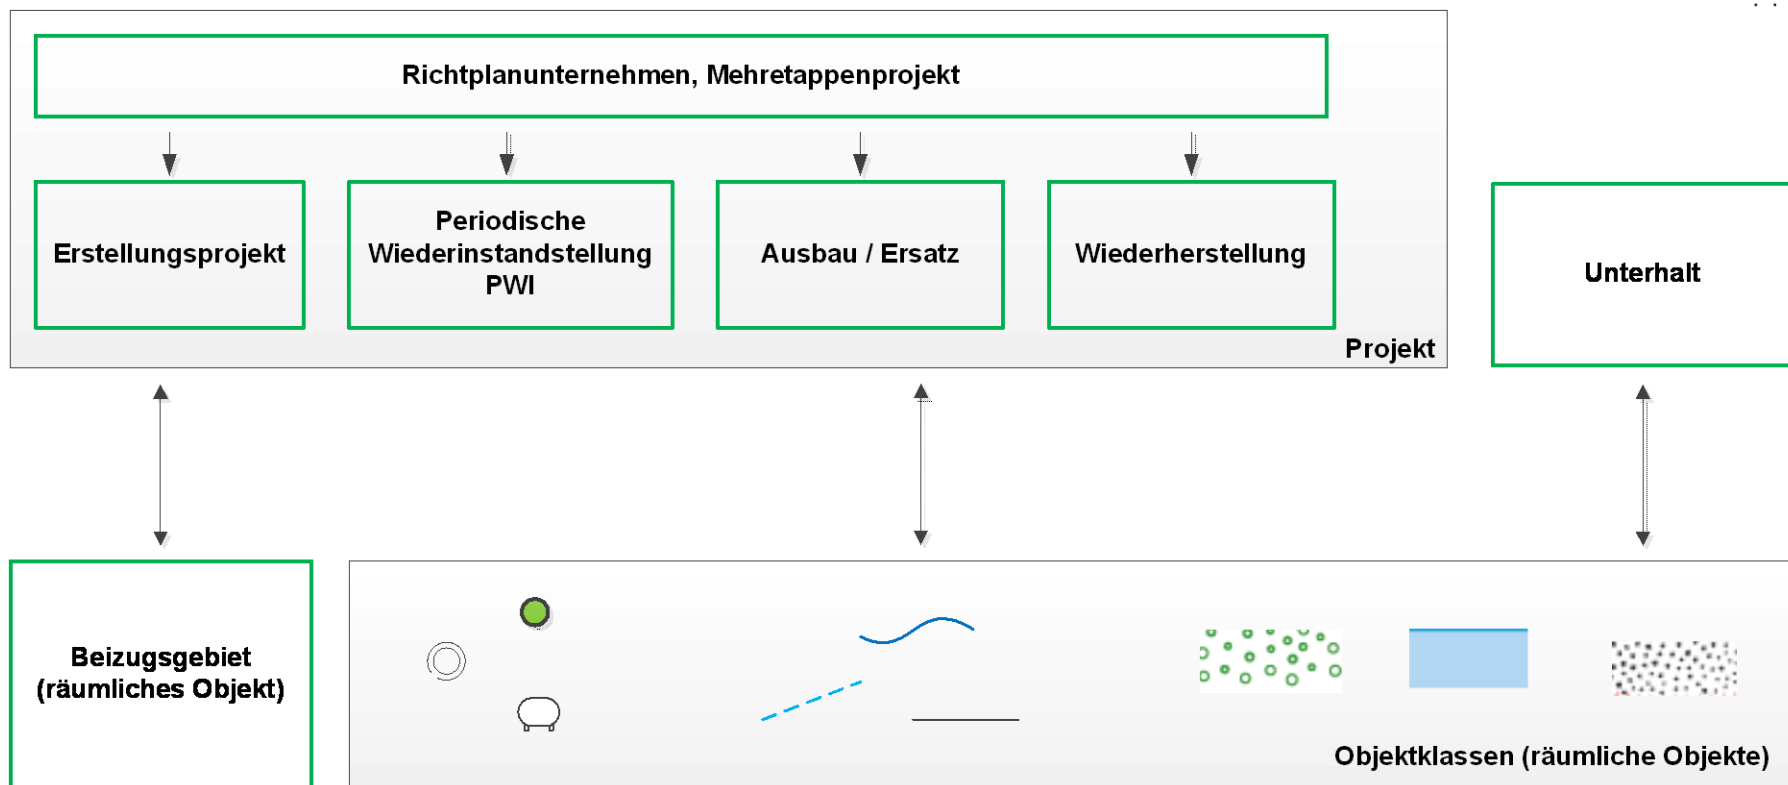 Richtplanunternehmen, Mehretappenprojekt
Erstellungsprojekt
Periodische
Wiederinstandstellung
PWI
Ausbau / Ersatz
Wiederherstellung
Projekt
Unterhalt
Beizugsgebiet
(räumliches Objekt)
Objektklassen (räumliche Objekte)